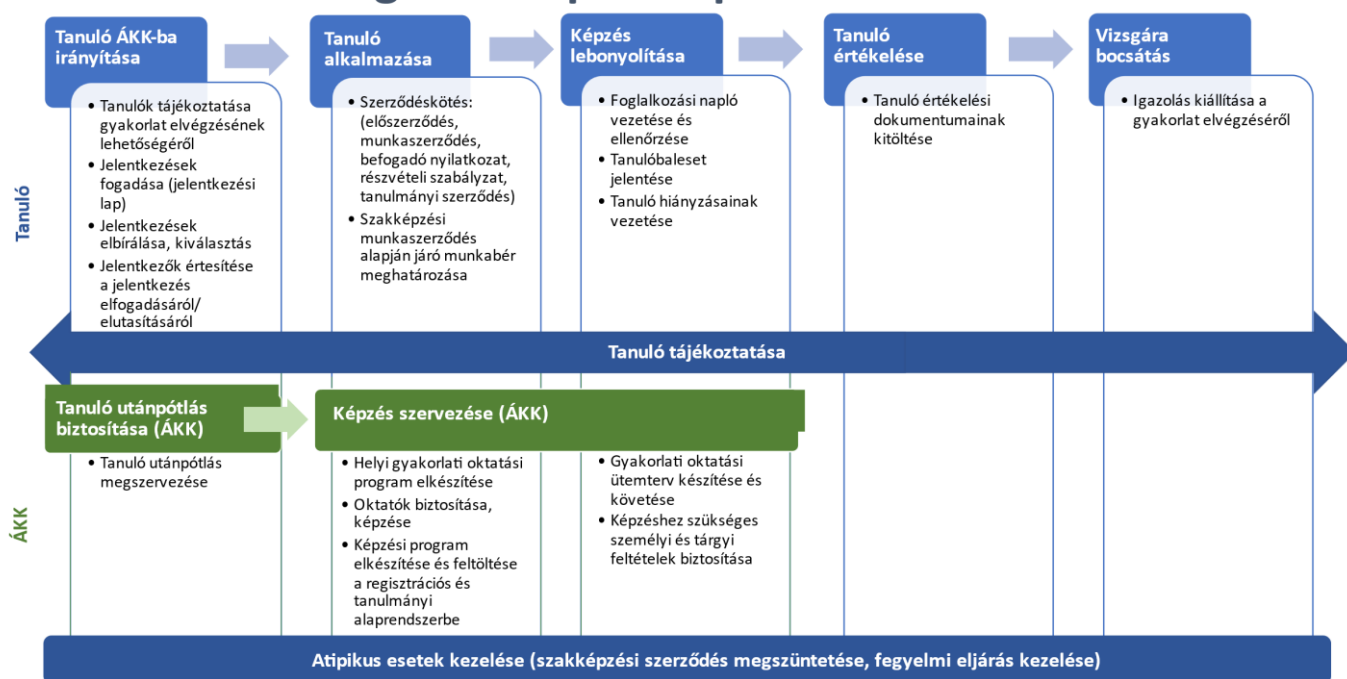 Tanuló ÁKK-ba
irányítása
Tanuló
alkalmazása
Képzés
lebonyolítása
Tanuló
értékelése
Vizsgára
bocsátás
Tanuló
• Tanulók tájékoztatása
gyakorlat elvégzésének
lehetőségéről
• Jelentkezések
fogadása (jelentkezési
lap)
• Jelentkezések
elbírálása, kiválasztás
• Jelentkezők értesítése
a jelentkezés
elfogadásáról/
elutasításáról
• Szerződéskötés:
(előszerződés,
munkaszerződés,
befogadó nyilatkozat,
részvételi szabályzat,
tanulmányi szerződés)
• Szakképzési
munkaszerződés
alapján járó munkabér
meghatározása
• Foglalkozási napló
vezetése és
ellenőrzése
• Tanulóbaleset
jelentése
• Tanuló hiányzásainak
vezetése
• Tanuló értékelési
dokumentumainak
kitöltése
• Igazolás kiállítása a
gyakorlat elvégzéséről
Tanuló tájékoztatása
ÁKK
Tanuló utánpótlás
biztosítása (ÁKK)
Képzés szervezése (ÁKK)
• Tanuló utánpótlás
megszervezése
• Helyi gyakorlati oktatási
program elkészítése
• Oktatók biztosítása,
képzése
• Képzési program
elkészítése és feltöltése
a regisztrációs és
tanulmányi
alaprendszerbe
• Gyakorlati oktatási
ütemterv készítése és
követése
• Képzéshez szükséges
személyi és tárgyi
feltételek biztosítása
Atipikus esetek kezelése (szakképzési szerződés megszüntetése, fegyelmi eljárás kezelése)